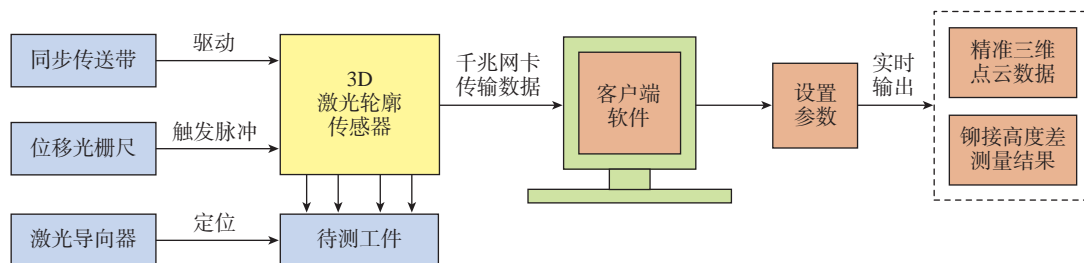 同步传送带
驱动
位移光栅尺
触发脉冲
激光导向器
定位
3D
激光轮廓
传感器
待测工件
千兆网卡
传输数据
客户端
软件
设置
参数
实时
输出
精准三维
点云数据
铆接高度差
测量结果